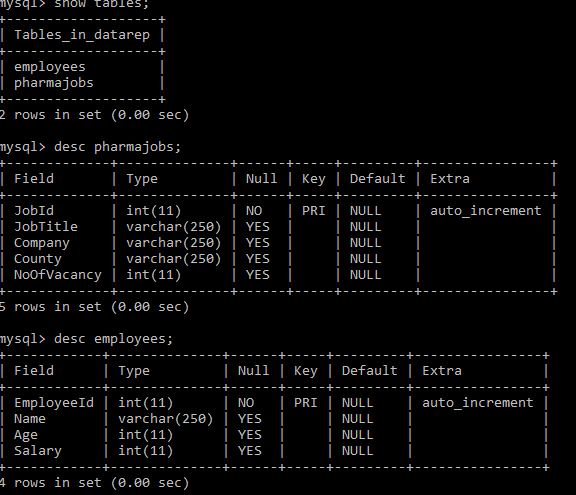 mysql> show tables;
+-------------------+
| Tables_in_datarep |
+-------------------+
| employees         |
| pharmajobs        |
+-------------------+
2 rows in set (0.00 sec)
mysql> desc pharmajobs;
+-------------+--------------+------+-----+---------+----------------+
| Field       | Type         | Null | Key | Default | Extra          |
+-------------+--------------+------+-----+---------+----------------+
| JobId       | int(11)      | NO   | PRI | NULL    | auto_increment |
| JobTitle    | varchar(250) | YES  |     | NULL    |                |
| Company     | varchar(250) | YES  |     | NULL    |                |
| County      | varchar(250) | YES  |     | NULL    |                |
| NoOfVacancy | int(11)      | YES  |     | NULL    |                |
+-------------+--------------+------+-----+---------+----------------+
5 rows in set (0.00 sec)
mysql> desc employees;
+------------+--------------+------+-----+---------+----------------+
| Field      | Type         | Null | Key | Default | Extra          |
+------------+--------------+------+-----+---------+----------------+
| EmployeeId | int(11)      | NO   | PRI | NULL    | auto_increment |
| Name       | varchar(250) | YES  |     | NULL    |                |
| Age        | int(11)      | YES  |     | NULL    |                |
| Salary     | int(11)      | YES  |     | NULL    |                |
+------------+--------------+------+-----+---------+----------------+
4 rows in set (0.00 sec)